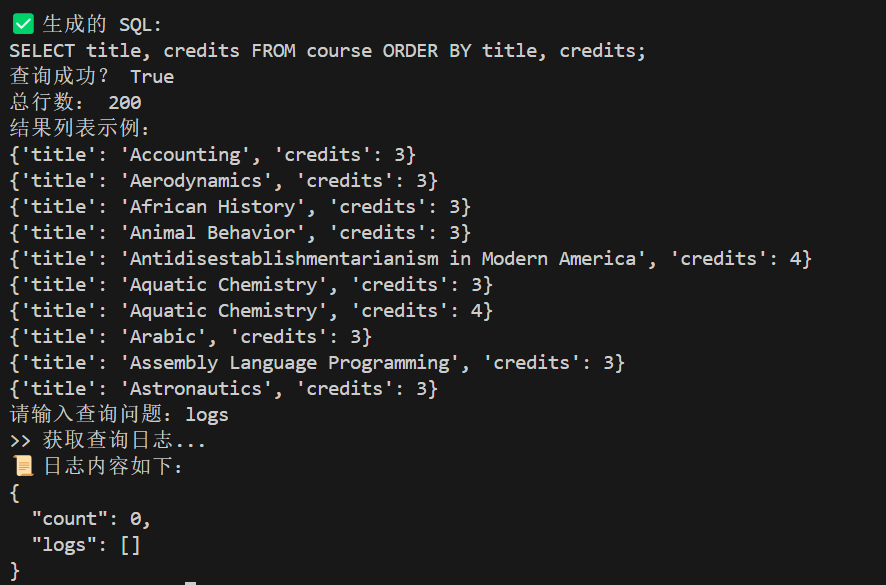 ✅ 生成的 SQL:
SELECT title, credits FROM course ORDER BY title, credits;
查询成功? True
总行数: 200
结果列表示例:
{'title': 'Accounting', 'credits': 3}
{'title': 'Aerodynamics', 'credits': 3}
{'title': 'African History', 'credits': 3}
{'title': 'Animal Behavior', 'credits': 3}
{'title': 'Antidisestablishmentarianism in Modern America', 'credits': 4}
{'title': 'Aquatic Chemistry', 'credits': 3}
{'title': 'Aquatic Chemistry', 'credits': 4}
{'title': 'Arabic', 'credits': 3}
{'title': 'Assembly Language Programming', 'credits': 3}
{'title': 'Astronautics', 'credits': 3}
请输入查询问题: logs
>> 获取查询日志...
📜 日志内容如下:
{
  "count": 0,
  "logs": []
}